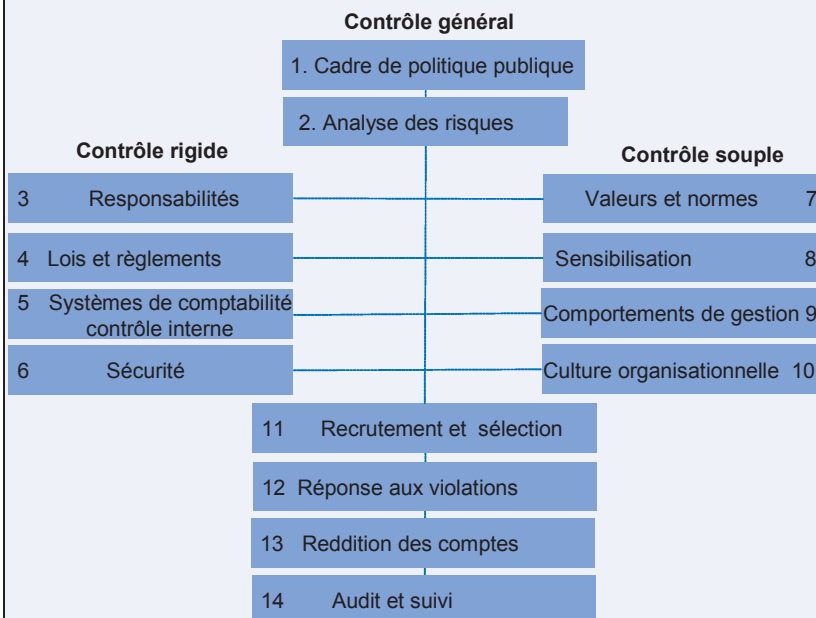 Contrôle général
1. Cadre de politique publique
2. Analyse des risques
Contrôle rigide
Contrôle souple
3 Responsabilités
Valeurs et normes 7
4 Lois et règlements
Sensibilisation 8
5 Systèmes de comptabilité
contrôle interne
Comportements de gestion 9
6 Sécurité
Culture organisationnelle 10
11 Recrutement et sélection
12 Réponse aux violations
13 Reddition des comptes
14 Audit et suivi